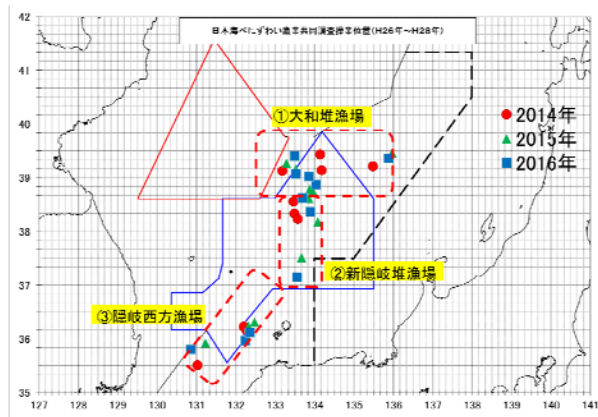 日本海べにずわい漁業共同調査操業位置(H26年～H28年)
42
41
40
39
38
37
36
35
①大和堆漁場
2014年
2015年
2016年
②新隠岐堆漁場
③隠岐西方漁場
127 128 129 130 131 132 133 134 135 136 137 138 139 140 141